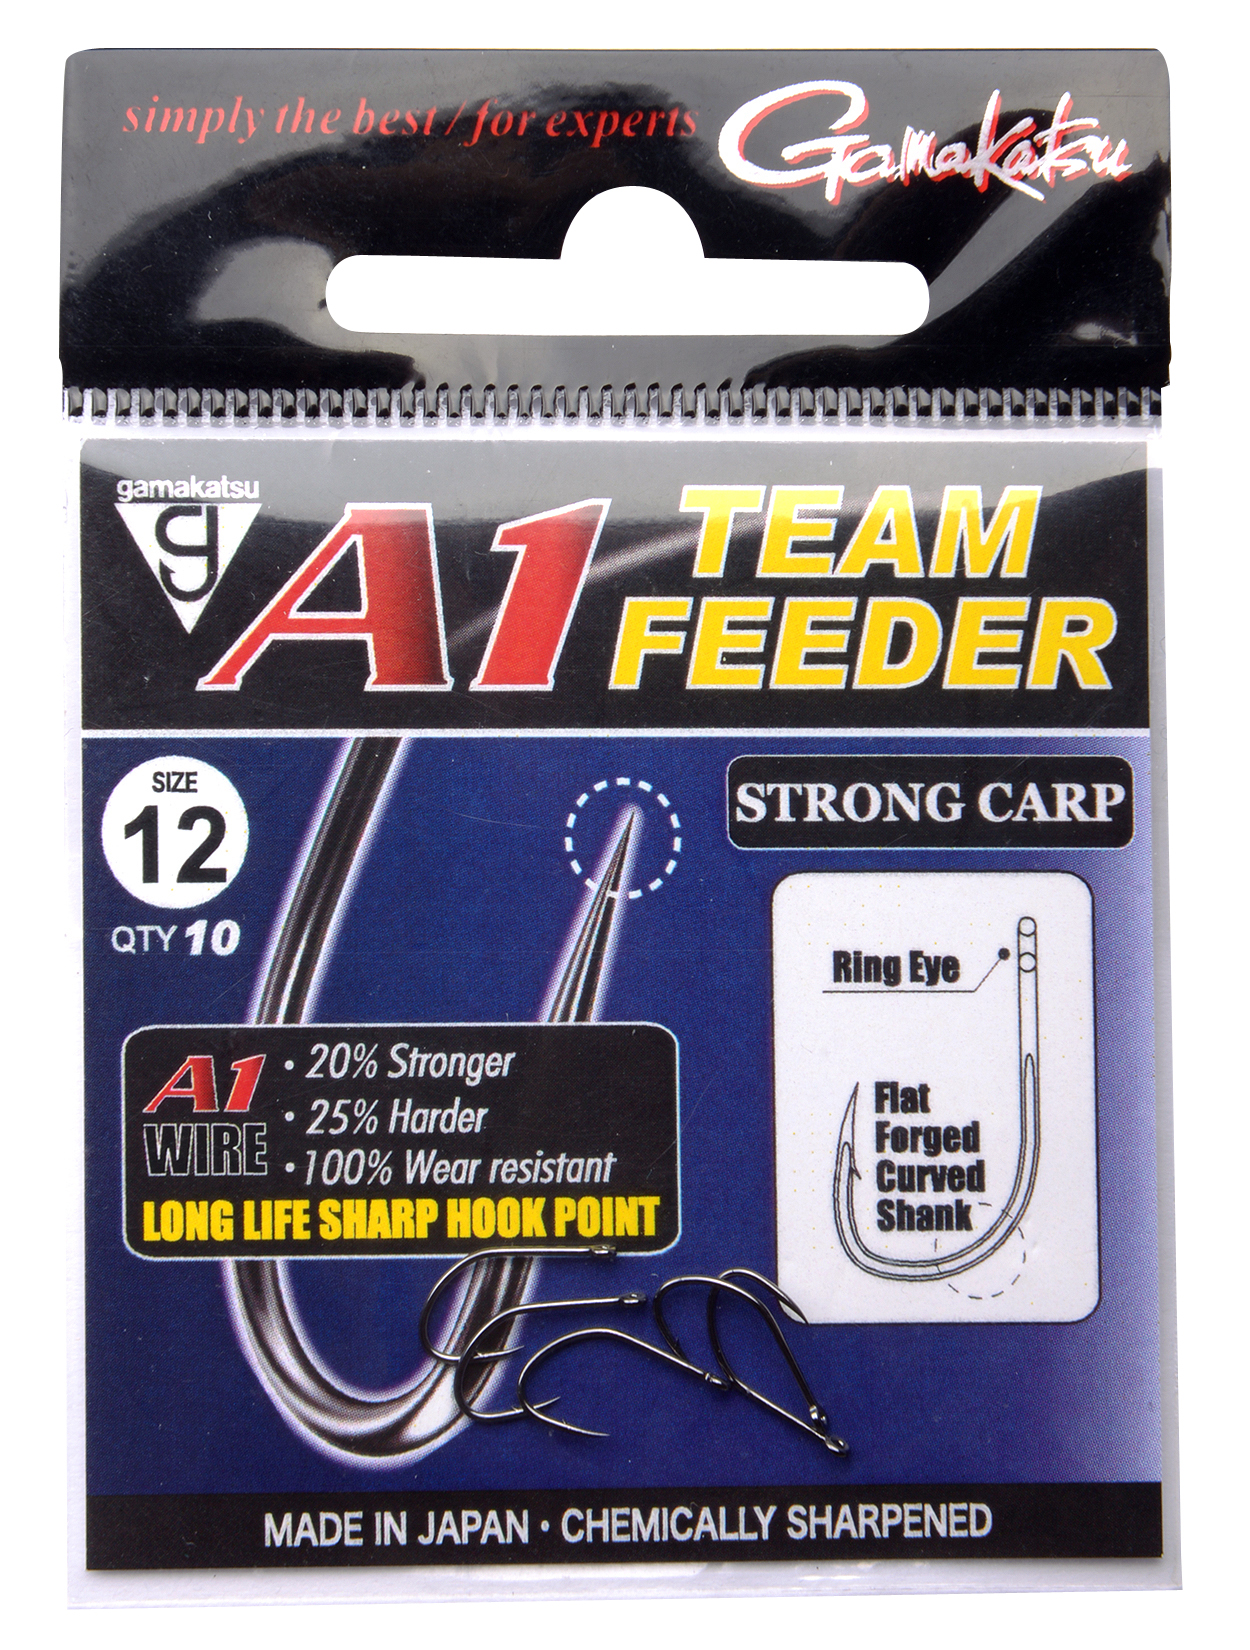 simply the best / for experts
Gamakatsu
gamakatsu
g
A1
TEAM
FEEDER
SIZE
12
QTY 10
STRONG CARP
Ring Eye
Flat
Forged
Curved
Shank
A1
WIRE
• 20% Stronger
• 25% Harder
• 100% Wear resistant
LONG LIFE SHARP HOOK POINT
MADE IN JAPAN • CHEMICALLY SHARPENED